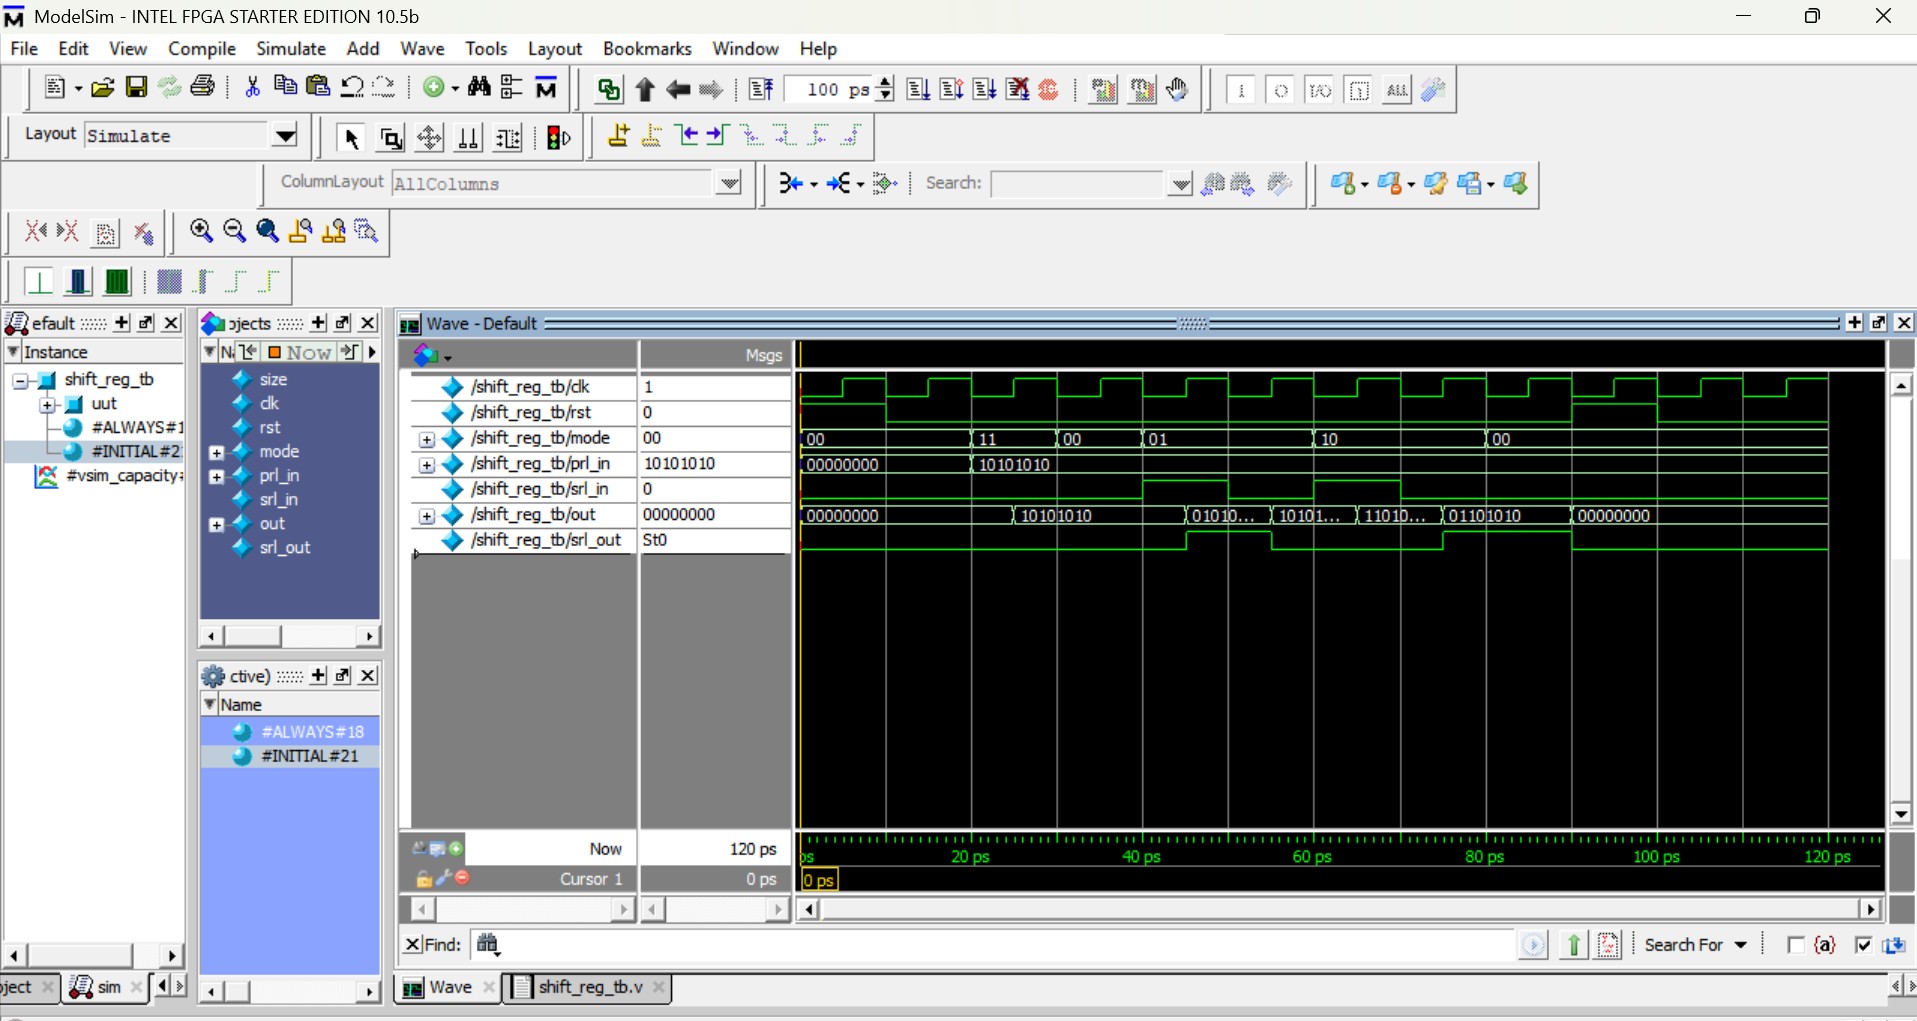 ModelSim - INTEL FPGA STARTER EDITION 10.5b
File Edit View Compile Simulate Add Wave Tools Layout Bookmarks Window Help
100 ps
Layout Simulate
ColumnLayout AllColumns Search:
efault
Instance
shift_reg_tb
uut
#ALWAYS#1
#INITIAL#2
#vsim_capacity
bjects
Now
size
clk
rst
mode
prl_in
srl_in
out
srl_out
ctive)
Name
#ALWAYS#18
#INITIAL#21
Wave - Default
Msgs
/shift_reg_tb/clk 1
/shift_reg_tb/rst 0
/shift_reg_tb/mode 00 00 11 00 01 10 00
/shift_reg_tb/prl_in 10101010 00000000 10101010
/shift_reg_tb/srl_in 0
/shift_reg_tb/out 00000000 00000000 10101010 01010... 10101... 11010... 01101010 00000000
/shift_reg_tb/srl_out St0
Now 120 ps ps 20 ps 40 ps 60 ps 80 ps 100 ps 120 ps
Cursor 1 0 ps 0 ps
Find: Search For {a}
ject sim
Wave shift_reg_tb.v